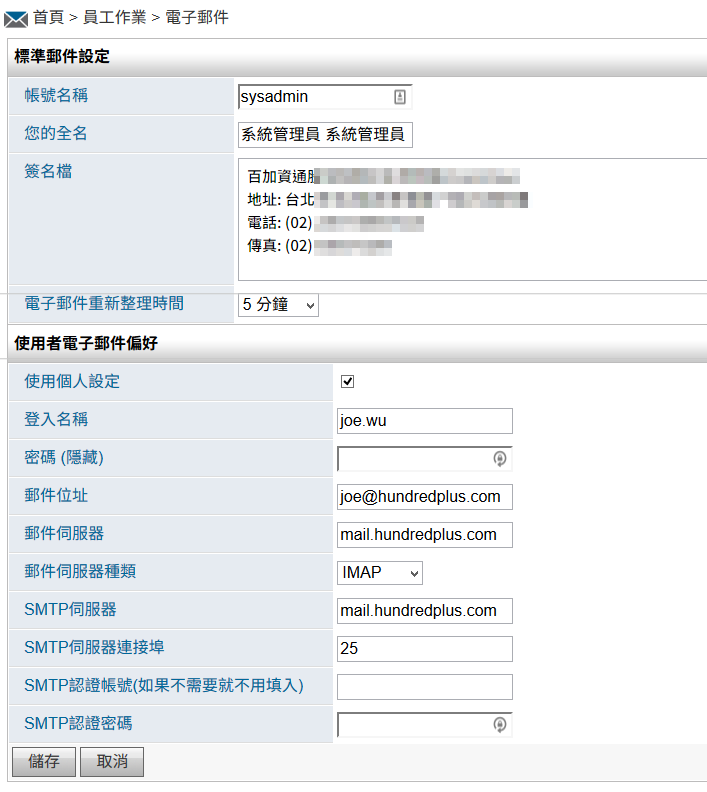 首頁 > 員工作業 > 電子郵件
標準郵件設定
帳號名稱 sysadmin
您的全名 系統管理員 系統管理員
簽名檔
百加資通
地址: 台北
電話: (02)
傳真: (02)
電子郵件重新整理時間 5 分鐘
使用者電子郵件偏好
使用個人設定
登入名稱 joe.wu
密碼 (隱藏)
郵件位址 joe@hundredplus.com
郵件伺服器 mail.hundredplus.com
郵件伺服器種類 IMAP
SMTP伺服器 mail.hundredplus.com
SMTP伺服器連接埠 25
SMTP認證帳號(如果不需要就不用填入)
SMTP認證密碼
儲存 取消